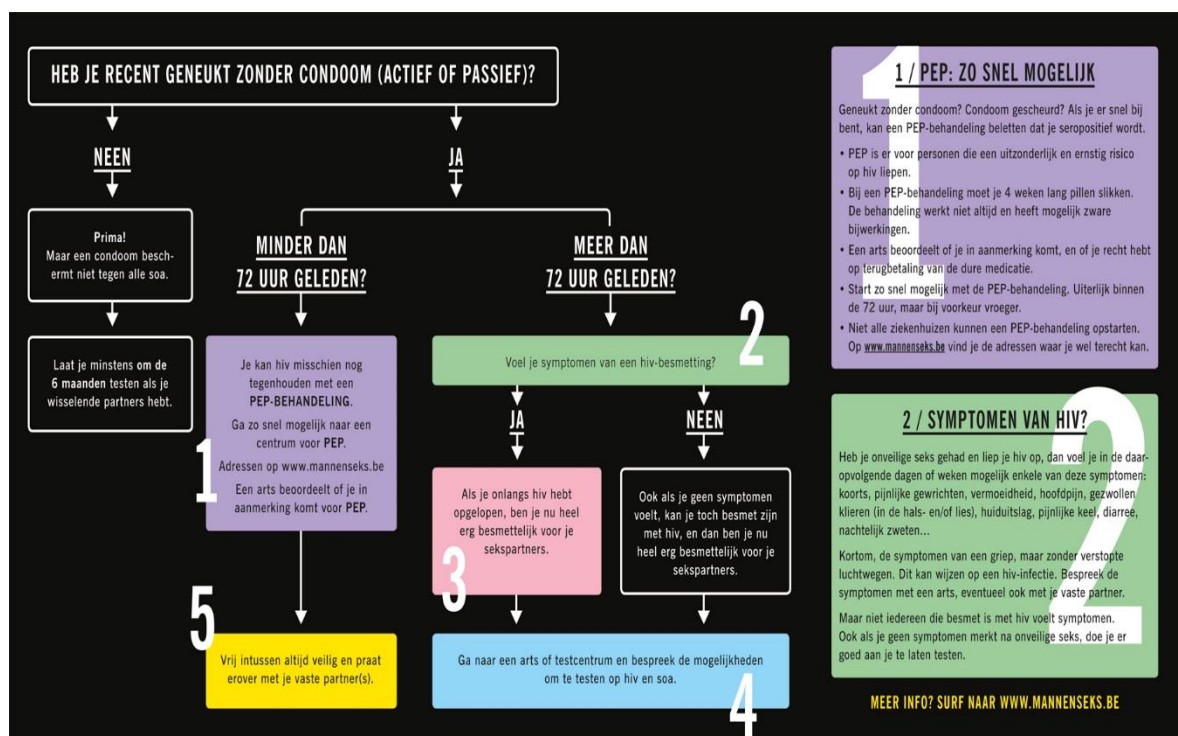 HEB JE RECENT GENEUKT ZONDER CONDOOM (ACTIEF OF PASSIEF)?
NEEN
JA
Prima!
Maar een condoom besch-
ermt niet tegen alle soa.
Laat je minstens om de
6 maanden testen als je
wisselende partners hebt.
MINDER DAN
72 UUR GELEDEN?
MEER DAN
72 UUR GELEDEN?
1
Je kan hiv misschien nog
tegenhouden met een
PEP-BEHANDELING.
Ga zo snel mogelijk naar een
centrum voor PEP.
Adressen op www.mannenseks.be
Een arts beoordeelt of je in
aanmerking komt voor PEP.
5
Vrij intussen altijd veilig en praat
erover met je vaste partner(s).
2
Voel je symptomen van een hiv-besmetting?
JA
NEEN
3
Als je onlangs hiv hebt
opgelopen, ben je nu heel
erg besmettelijk voor je
sekspartners.
Ook als je geen symptomen
voelt, kan je toch besmet zijn
met hiv, en dan ben je nu
heel erg besmettelijk voor je
sekspartners.
Ga naar een arts of testcentrum en bespreek de mogelijkheden
om te testen op hiv en soa.
4
1
1 / PEP: ZO SNEL MOGELIJK
Geneukt zonder condoom? Condoom gescheurd? Als je er snel bij
bent, kan een PEP-behandeling beletten dat je seropositief wordt.
• PEP is er voor personen die een uitzonderlijk en ernstig risico
op hiv liepen.
• Bij een PEP-behandeling moet je 4 weken lang pillen slikken.
De behandeling werkt niet altijd en heeft mogelijk zware
bijwerkingen.
• Een arts beoordeelt of je in aanmerking komt, en of je recht hebt
op terugbetaling van de dure medicatie.
• Start zo snel mogelijk met de PEP-behandeling. Uiterlijk binnen
de 72 uur, maar bij voorkeur vroeger.
• Niet alle ziekenhuizen kunnen een PEP-behandeling opstarten.
Op www.mannenseks.be vind je de adressen waar je wel terecht kan.
2
2 / SYMPTOMEN VAN HIV?
Heb je onveilige seks gehad en liep je hiv op, dan voel je in de daar-
opvolgende dagen of weken mogelijk enkele van deze symptomen:
koorts, pijnlijke gewrichten, vermoeidheid, hoofdpijn, gezwollen
klieren (in de hals- en/of lies), huiduitslag, pijnlijke keel, diarree,
nachtelijk zweten...
Kortom, de symptomen van een griep, maar zonder verstopte
luchtwegen. Dit kan wijzen op een hiv-infectie. Bespreek de
symptomen met een arts, eventueel ook met je vaste partner.
Maar niet iedereen die besmet is met hiv voelt symptomen.
Ook als je geen symptomen merkt na onveilige seks, doe je er
goed aan je te laten testen.
MEER INFO? SURF NAAR WWW.MANNENSEKS.BE